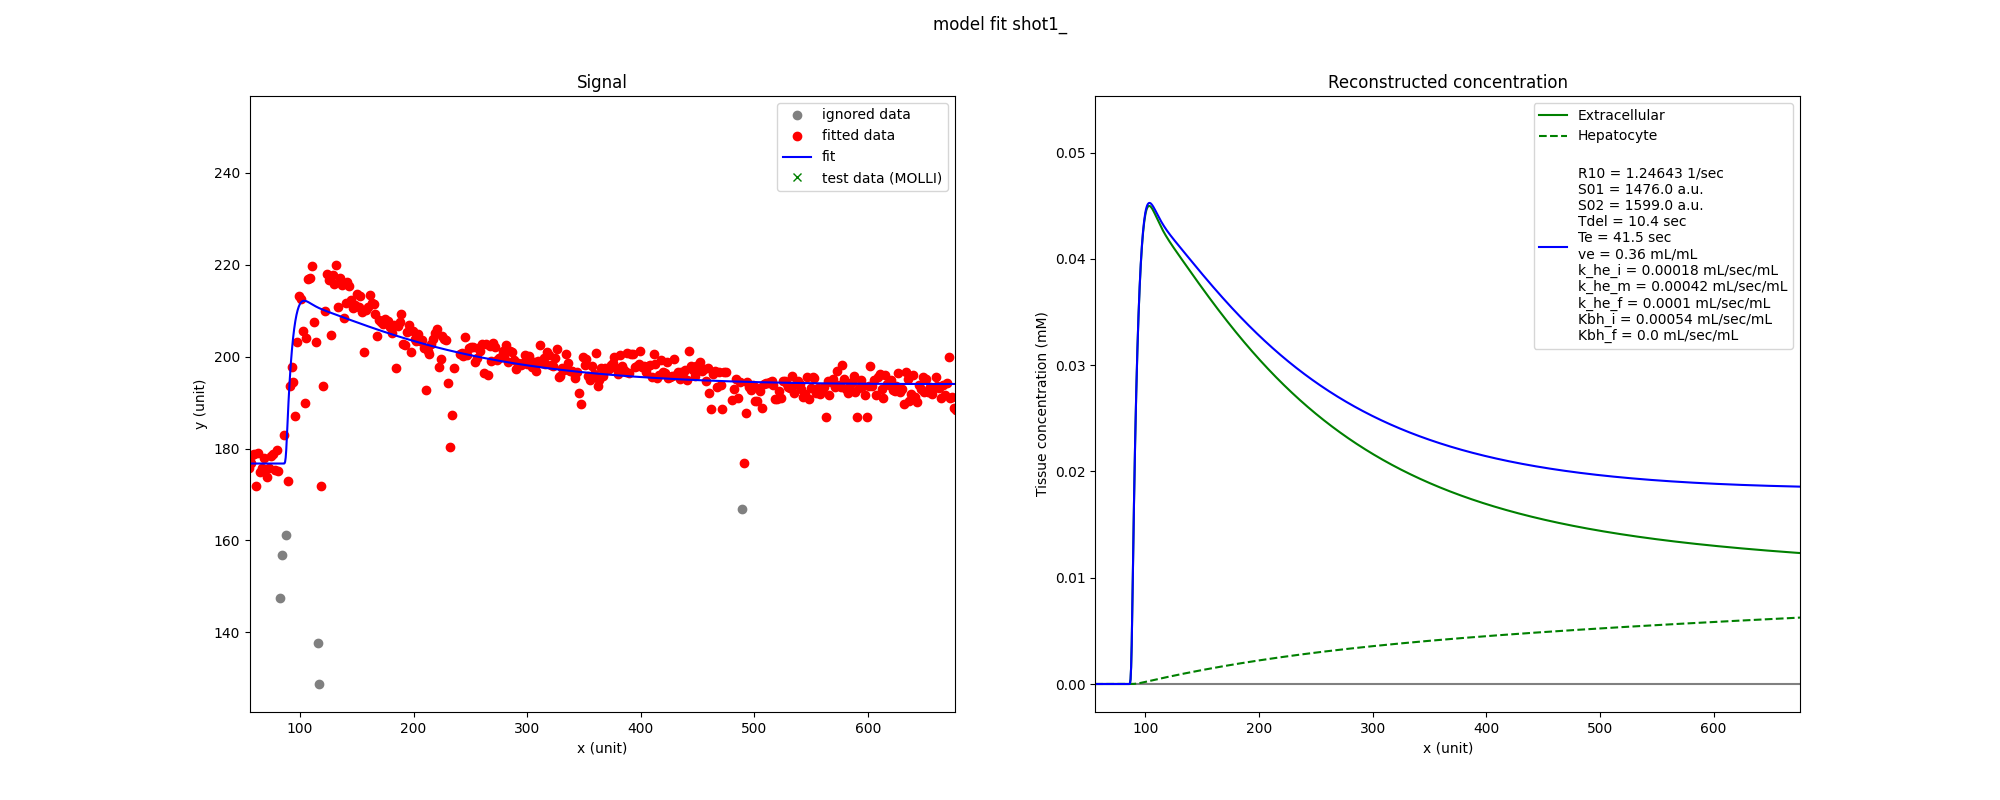 model fit shot1_
Signal
240
220
200
180
160
140
y (unit)
100
200
300
400
500
600
x (unit)
ignored data
fitted data
fit
test data (MOLLI)
Reconstructed concentration
0.05
0.04
0.03
0.02
0.01
0.00
Tissue concentration (mM)
100
200
300
400
500
600
x (unit)
Extracellular
Hepatocyte
R10 = 1.24643 1/sec
S01 = 1476.0 a.u.
S02 = 1599.0 a.u.
Tdel = 10.4 sec
Te = 41.5 sec
ve = 0.36 mL/mL
k_he_i = 0.00018 mL/sec/mL
k_he_m = 0.00042 mL/sec/mL
k_he_f = 0.0001 mL/sec/mL
Kbh_i = 0.00054 mL/sec/mL
Kbh_f = 0.0 mL/sec/mL